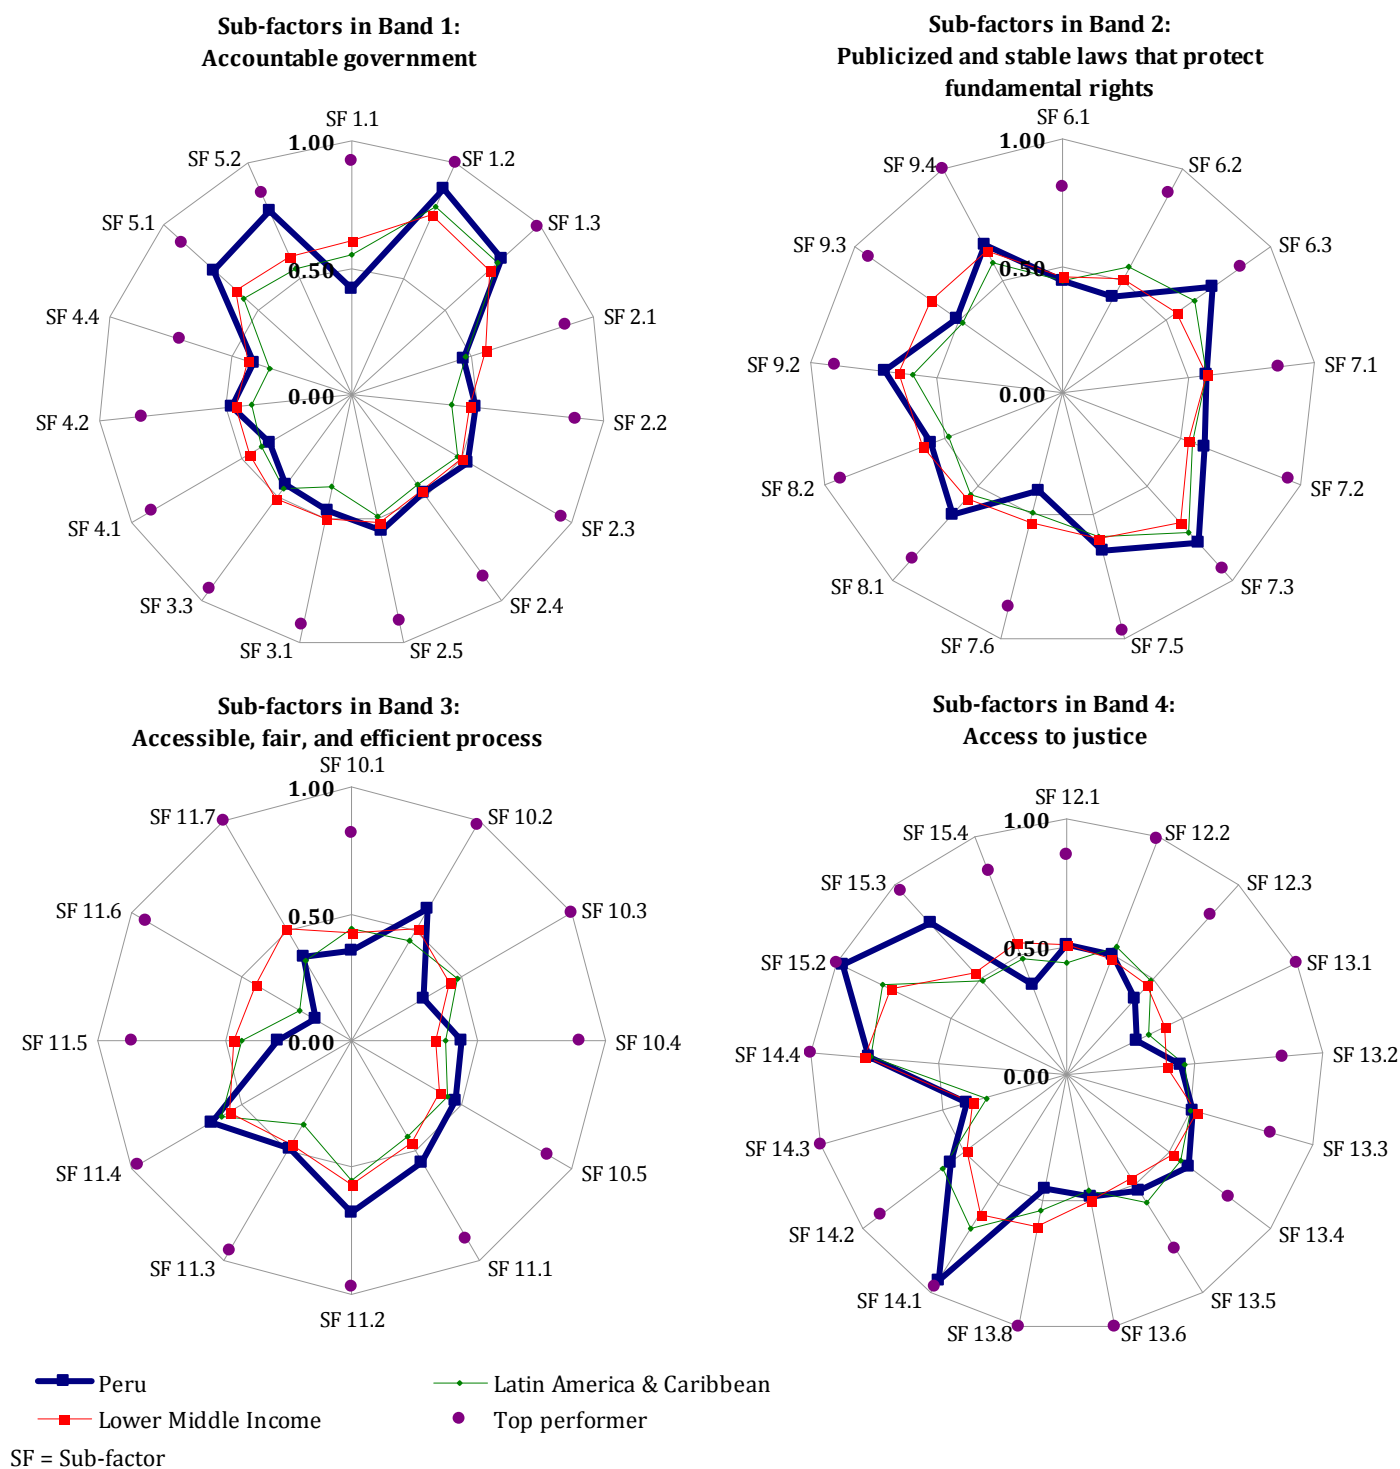 Sub-factors in Band 1:
Accountable government
SF 1.1
1.00
SF 1.2
SF 1.3
SF 2.1
SF 2.2
SF 2.3
SF 2.4
SF 2.5
SF 3.1
SF 3.3
SF 4.1
SF 4.2
SF 4.4
SF 5.1
SF 5.2
0.50
0.00
Sub-factors in Band 2:
Publicized and stable laws that protect
fundamental rights
SF 6.1
1.00
SF 6.2
SF 6.3
SF 7.1
SF 7.2
SF 7.3
SF 7.5
SF 7.6
SF 8.1
SF 8.2
SF 9.2
SF 9.3
SF 9.4
0.50
0.00
Sub-factors in Band 3:
Accessible, fair, and efficient process
SF 10.1
1.00
SF 10.2
SF 10.3
SF 10.4
SF 10.5
SF 11.1
SF 11.2
SF 11.3
SF 11.4
SF 11.5
SF 11.6
SF 11.7
0.50
0.00
Sub-factors in Band 4:
Access to justice
SF 12.1
1.00
SF 12.2
SF 12.3
SF 13.1
SF 13.2
SF 13.3
SF 13.4
SF 13.5
SF 13.6
SF 13.8
SF 14.1
SF 14.2
SF 14.3
SF 14.4
SF 15.2
SF 15.3
SF 15.4
0.50
0.00
Peru
Latin America & Caribbean
Lower Middle Income
Top performer
SF = Sub-factor